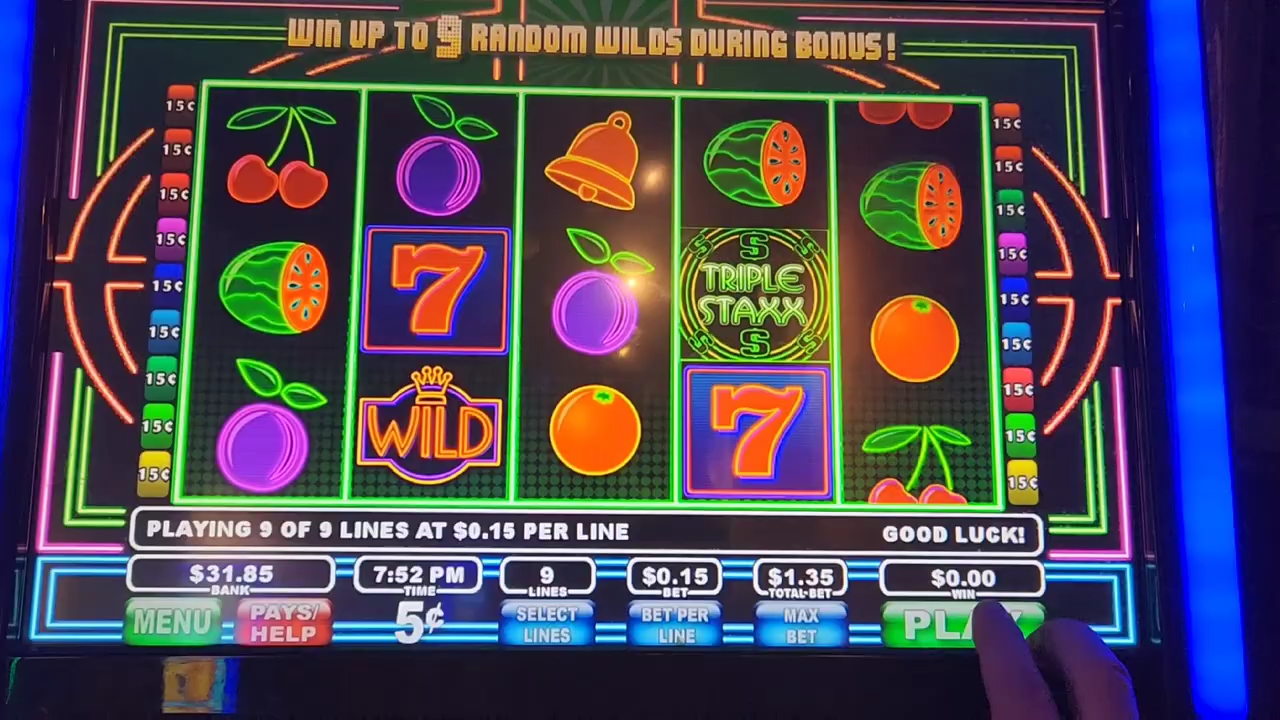 WIN UP TO 9 RANDOM WILDS DURING BONUS!
15¢ 15¢
15¢ 15¢
15¢ 15¢
15¢ 15¢
15¢ 15¢
15¢ 15¢
15¢ 15¢
15¢ 15¢
15¢ 15¢
7
TRIPLE
STAXX
WILD
7
PLAYING 9 OF 9 LINES AT $0.15 PER LINE GOOD LUCK!
$31.85 7:52 PM 9 $0.15 $1.35 $0.00
BANK TIME LINES BET TOTAL BET WIN
MENU PAYS/ 5¢ SELECT BET PER MAX PLAY
HELP LINES LINE BET